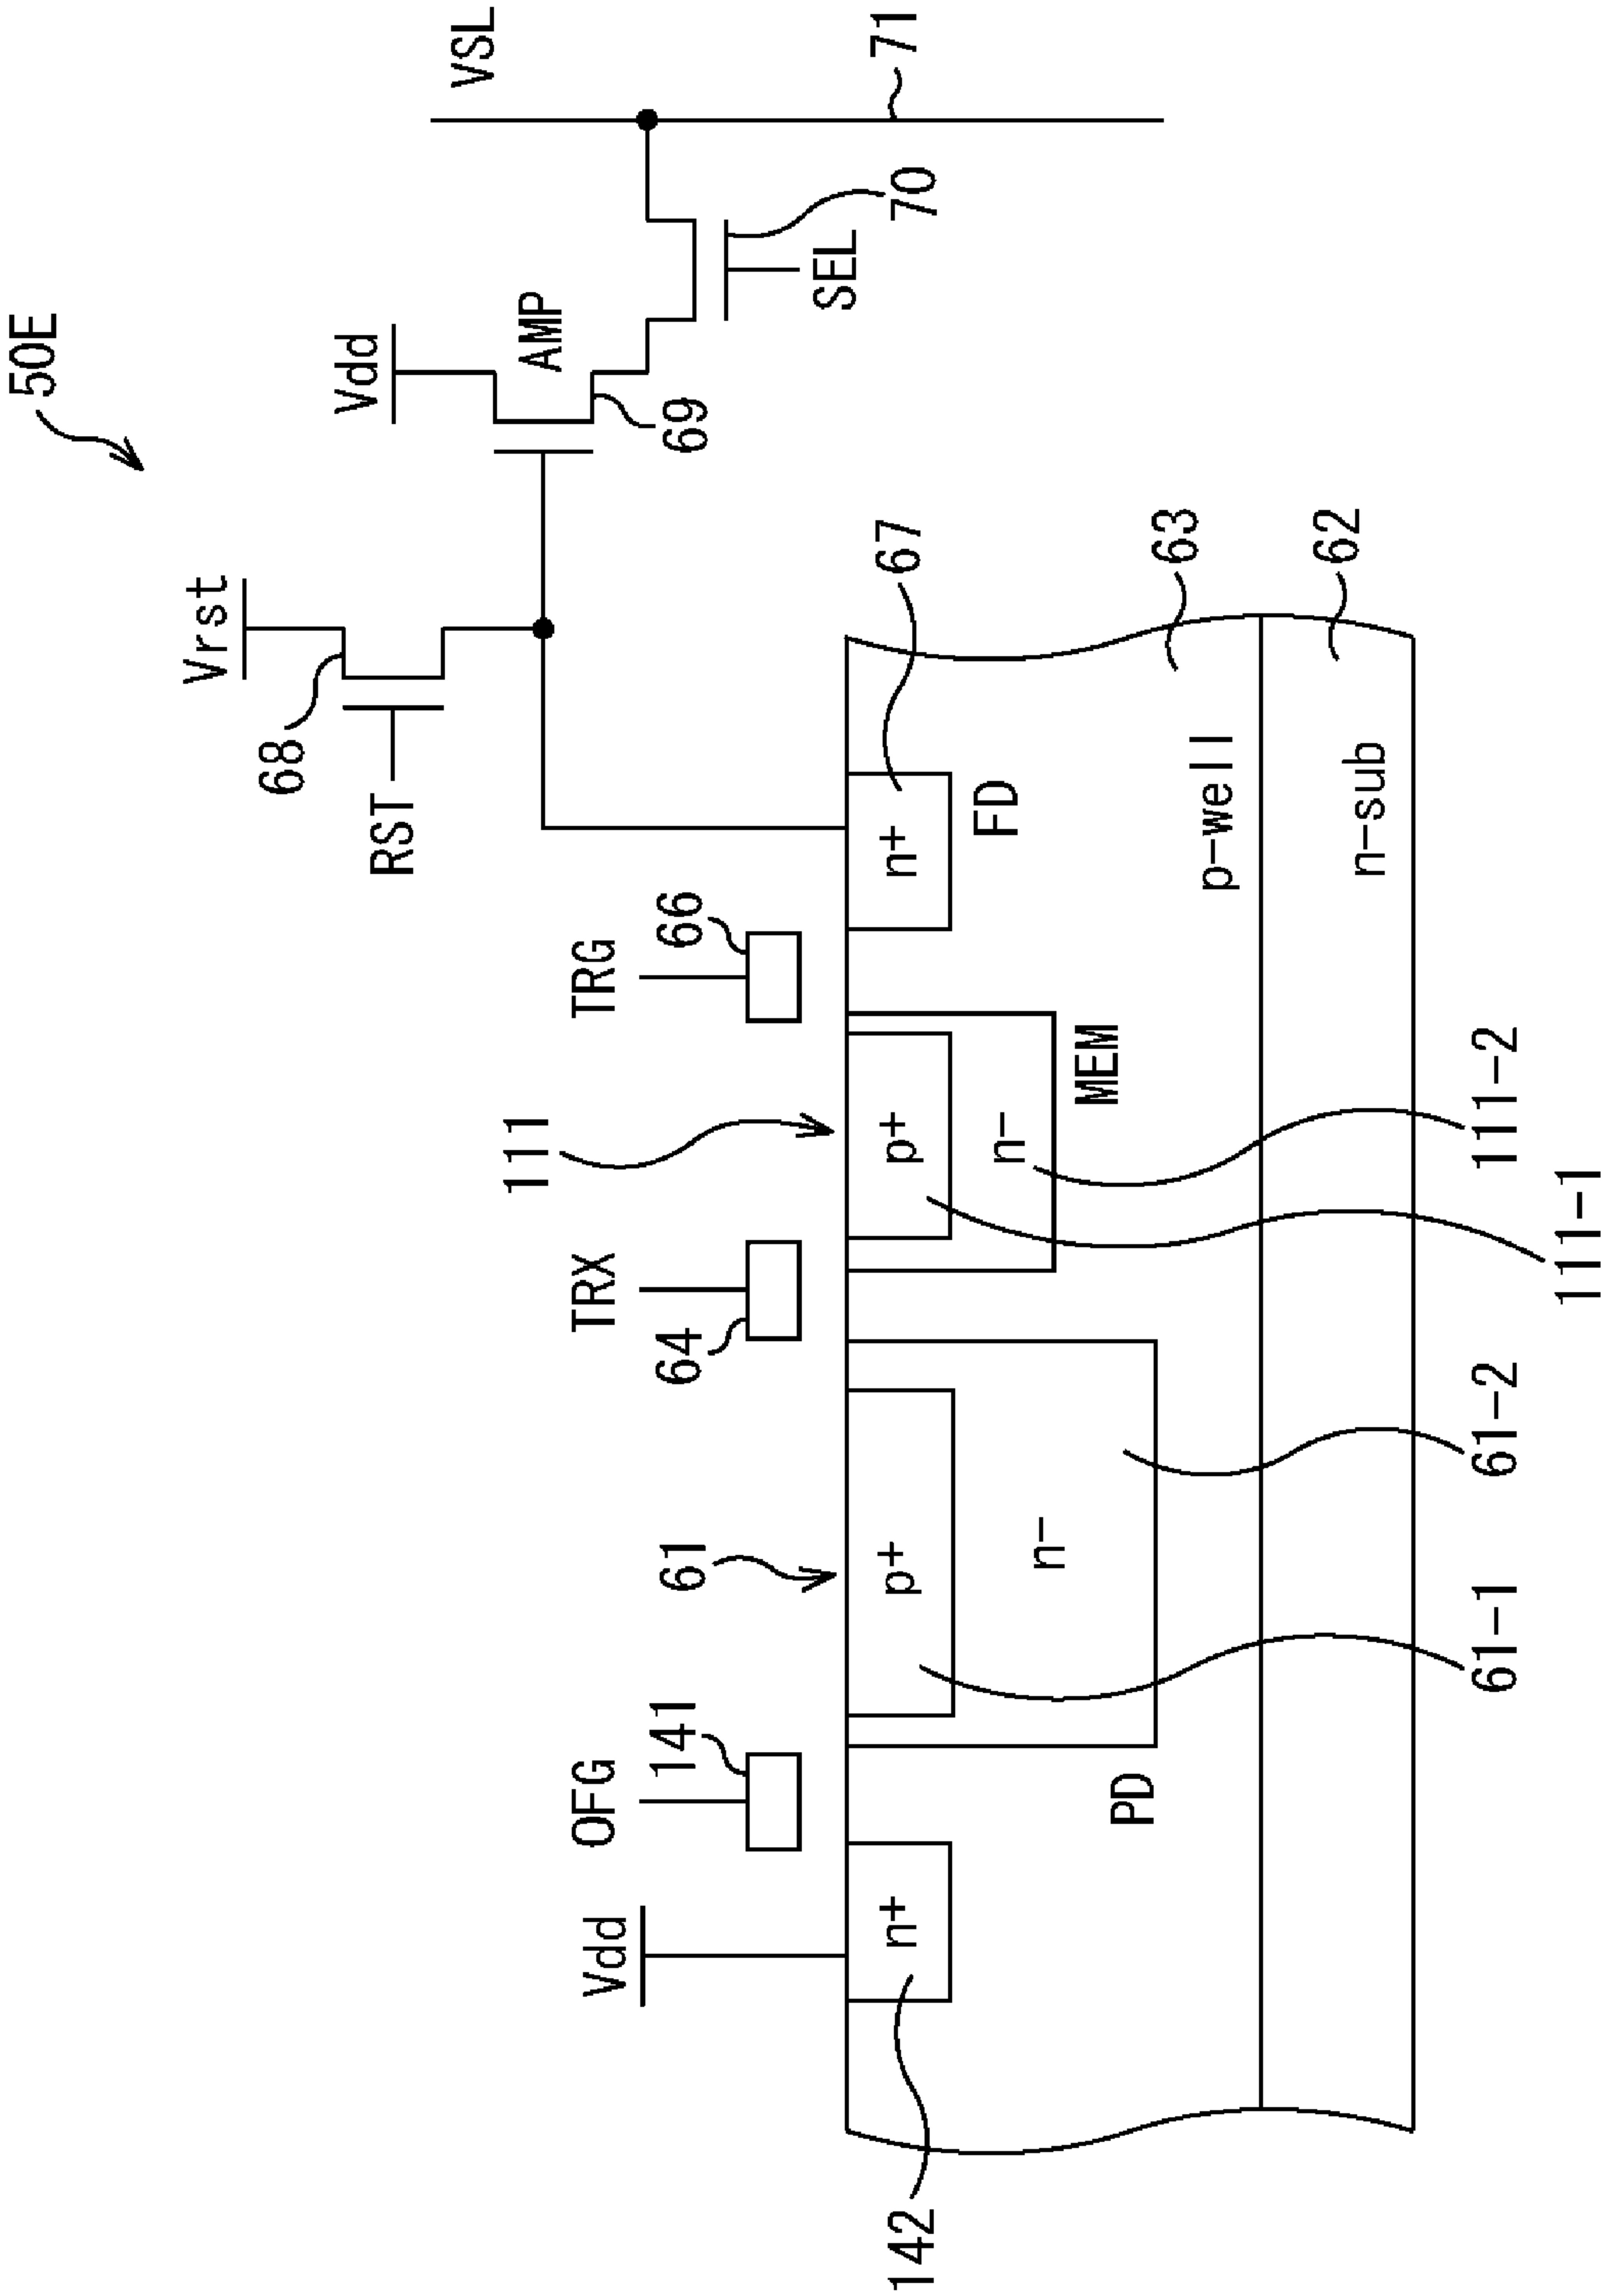 50E
VSL
Vdd
AMP
Vrst
68
RST
69
SEL
70
71
Vdd
OFG
141
61
TRX
64
111
TRG
66
67
142
n+
p+
n-
p+
n-
n+
PD
MEM
FD
p-well
63
n-sub
62
61-1
61-2
111-1
111-2